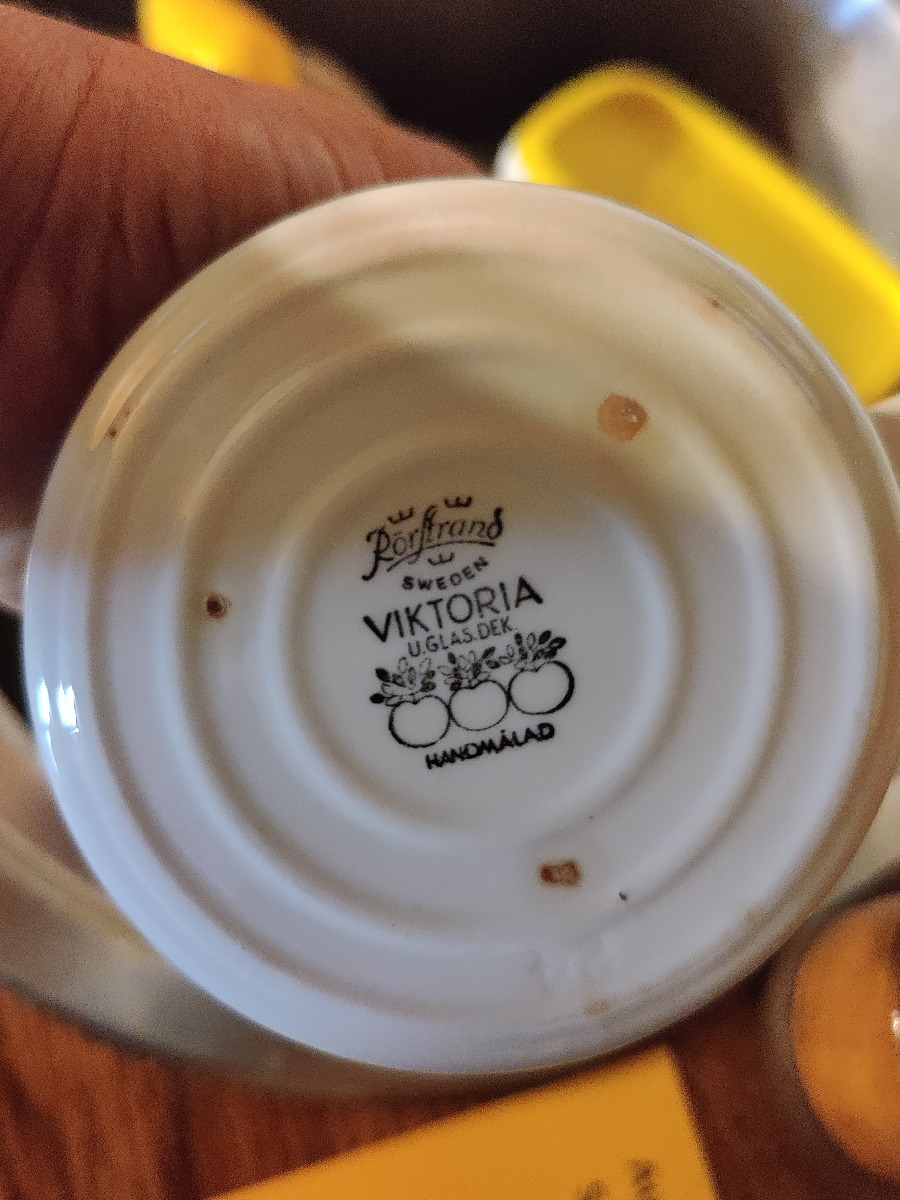 Rörstrand
SWEDEN
VIKTORIA
U.GLAS.DEK.
HANDMÅLAD